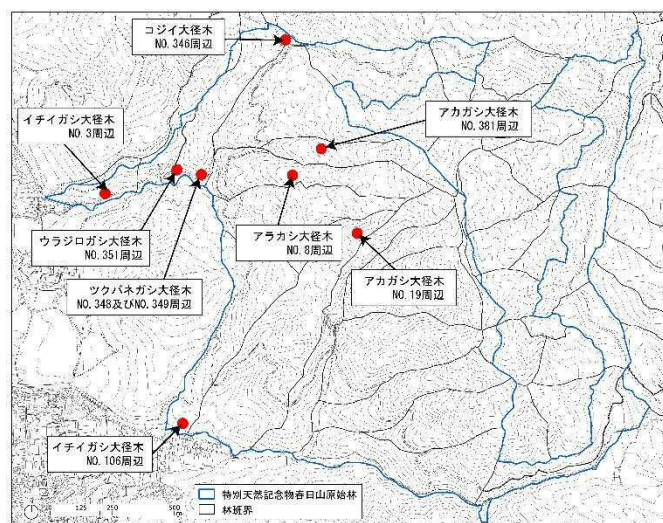 コジイ大径木
NO.346周辺
イチイガシ大径木
NO.3周辺
アカガシ大径木
NO.381周辺
ウラジロガシ大径木
NO.351周辺
アラカシ大径木
NO.8周辺
ツクバネガシ大径木
NO.348及びNO.349周辺
アカガシ大径木
NO.19周辺
イチイガシ大径木
NO.106周辺
特別天然記念物春日山原始林
林班界
0 125 250 500
m